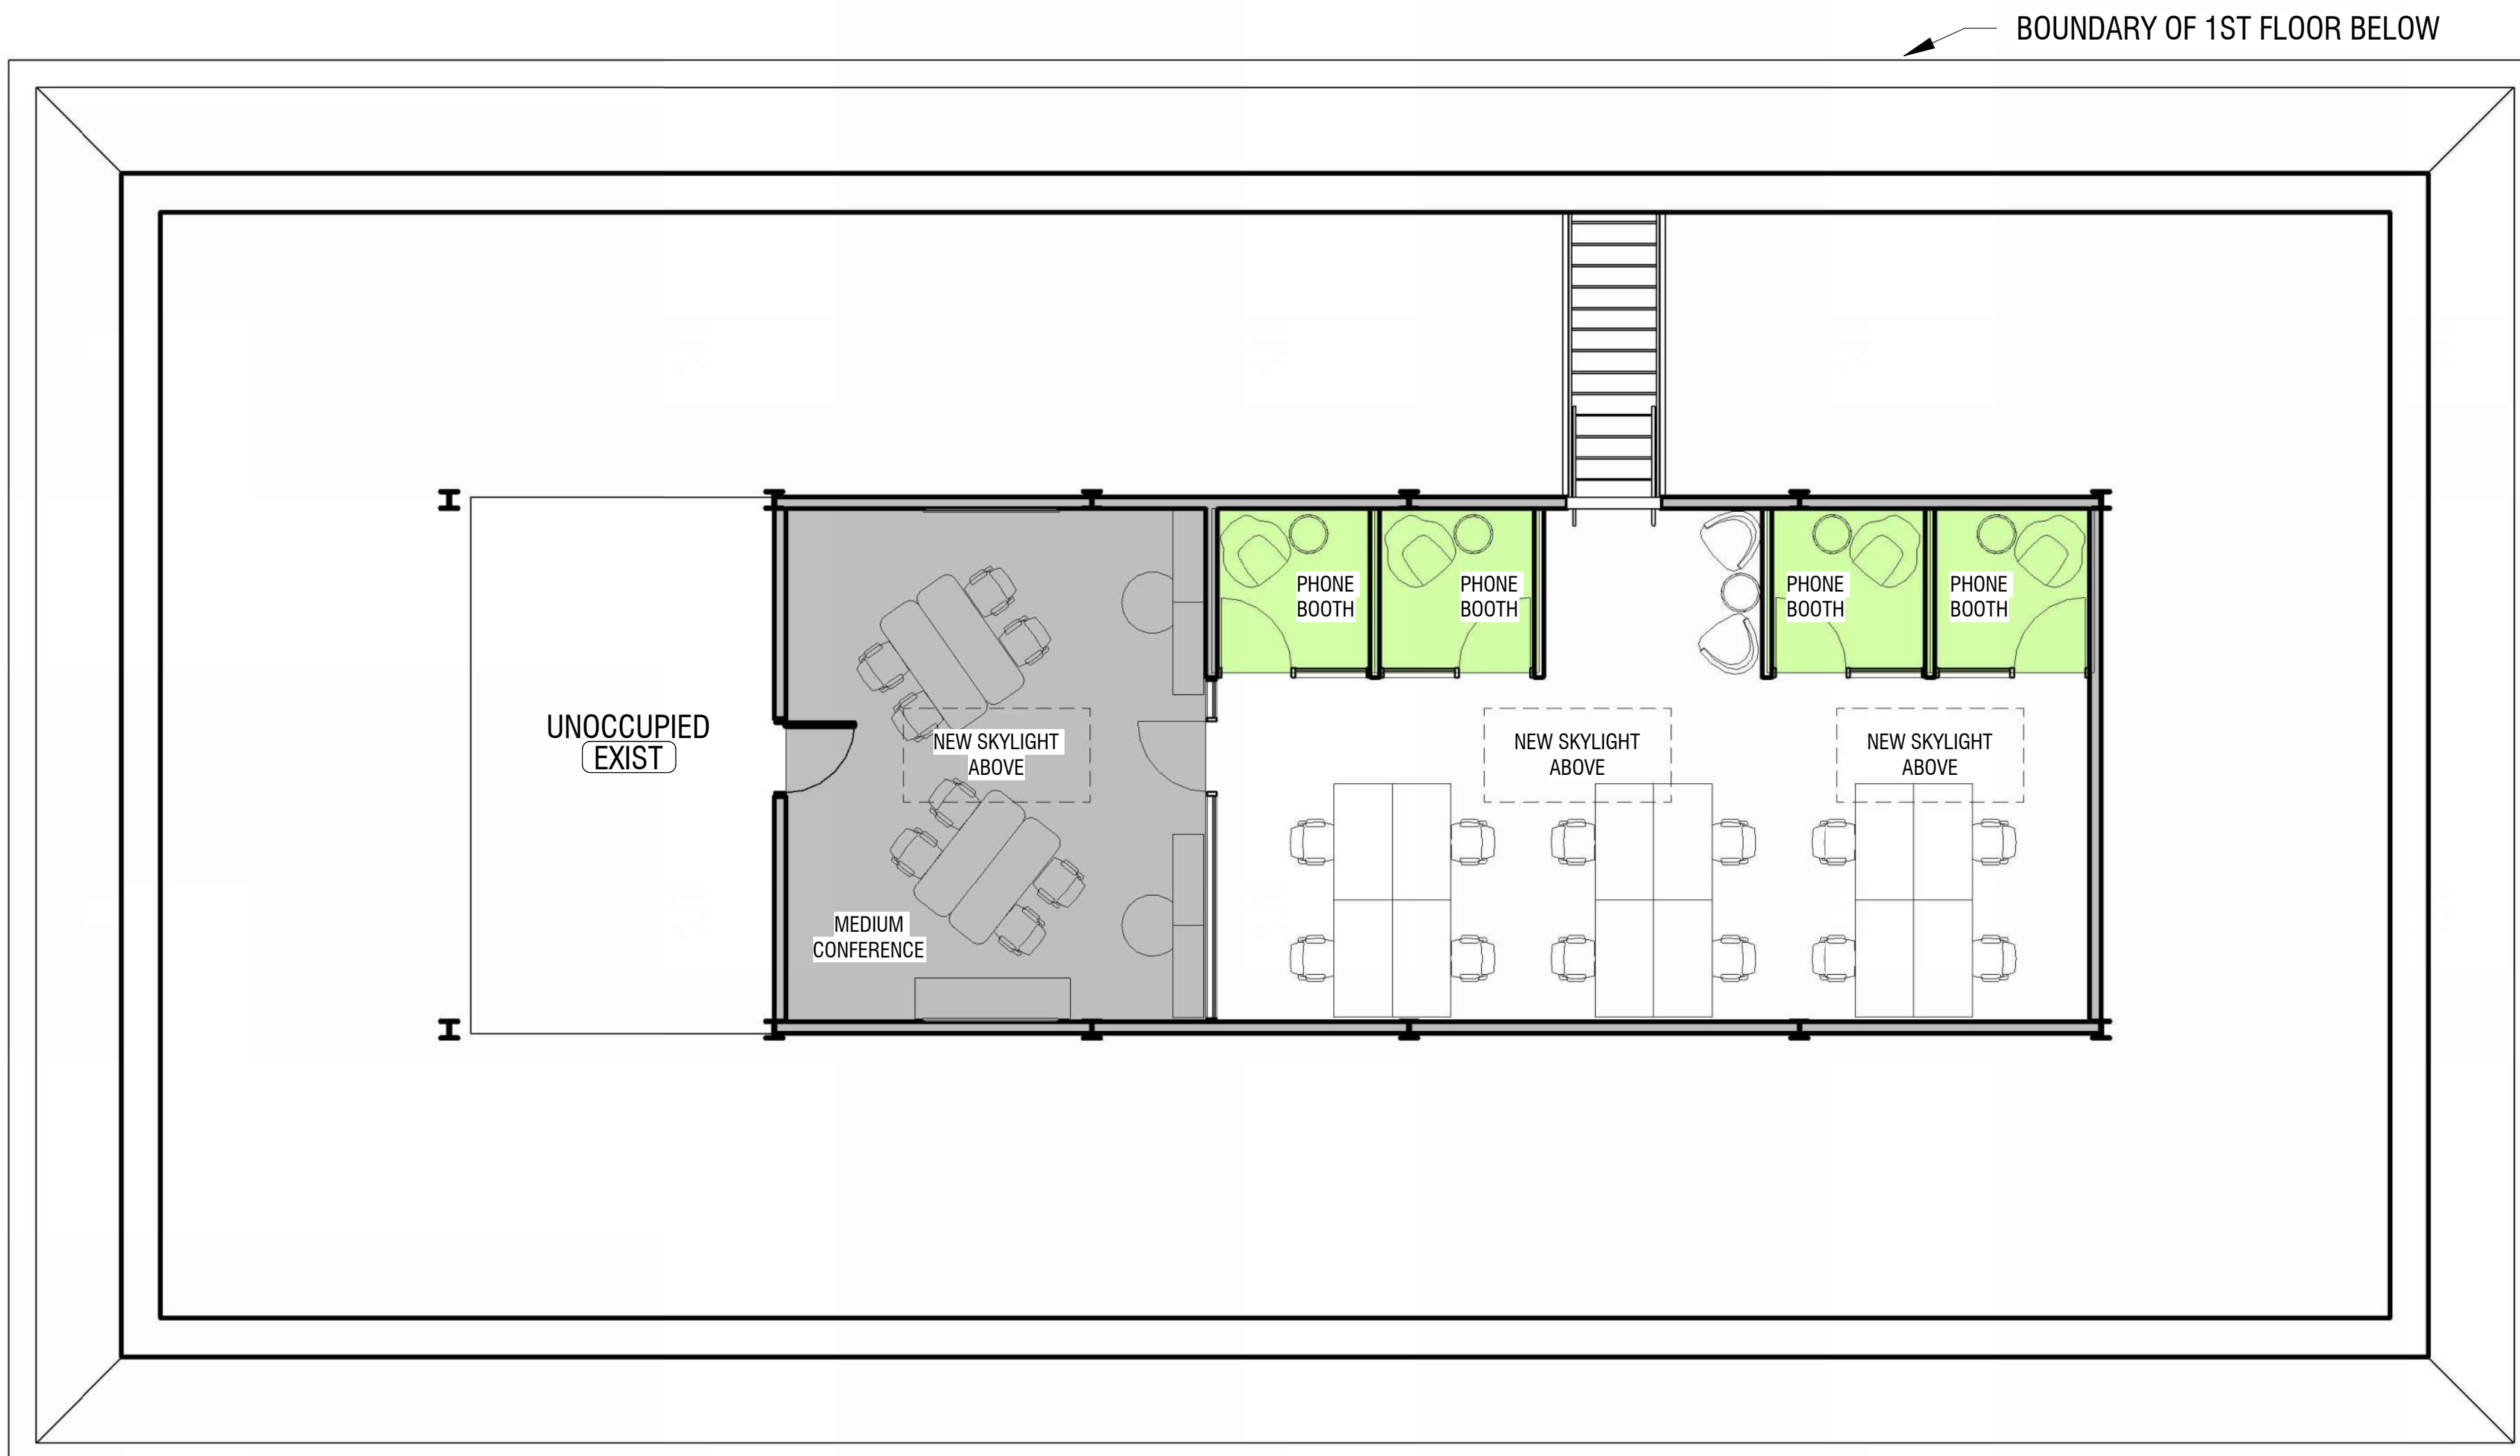 BOUNDARY OF 1ST FLOOR BELOW
PHONE
BOOTH
PHONE
BOOTH
PHONE
BOOTH
PHONE
BOOTH
UNOCCUPIED
EXIST
NEW SKYLIGHT
ABOVE
NEW SKYLIGHT
ABOVE
NEW SKYLIGHT
ABOVE
MEDIUM
CONFERENCE